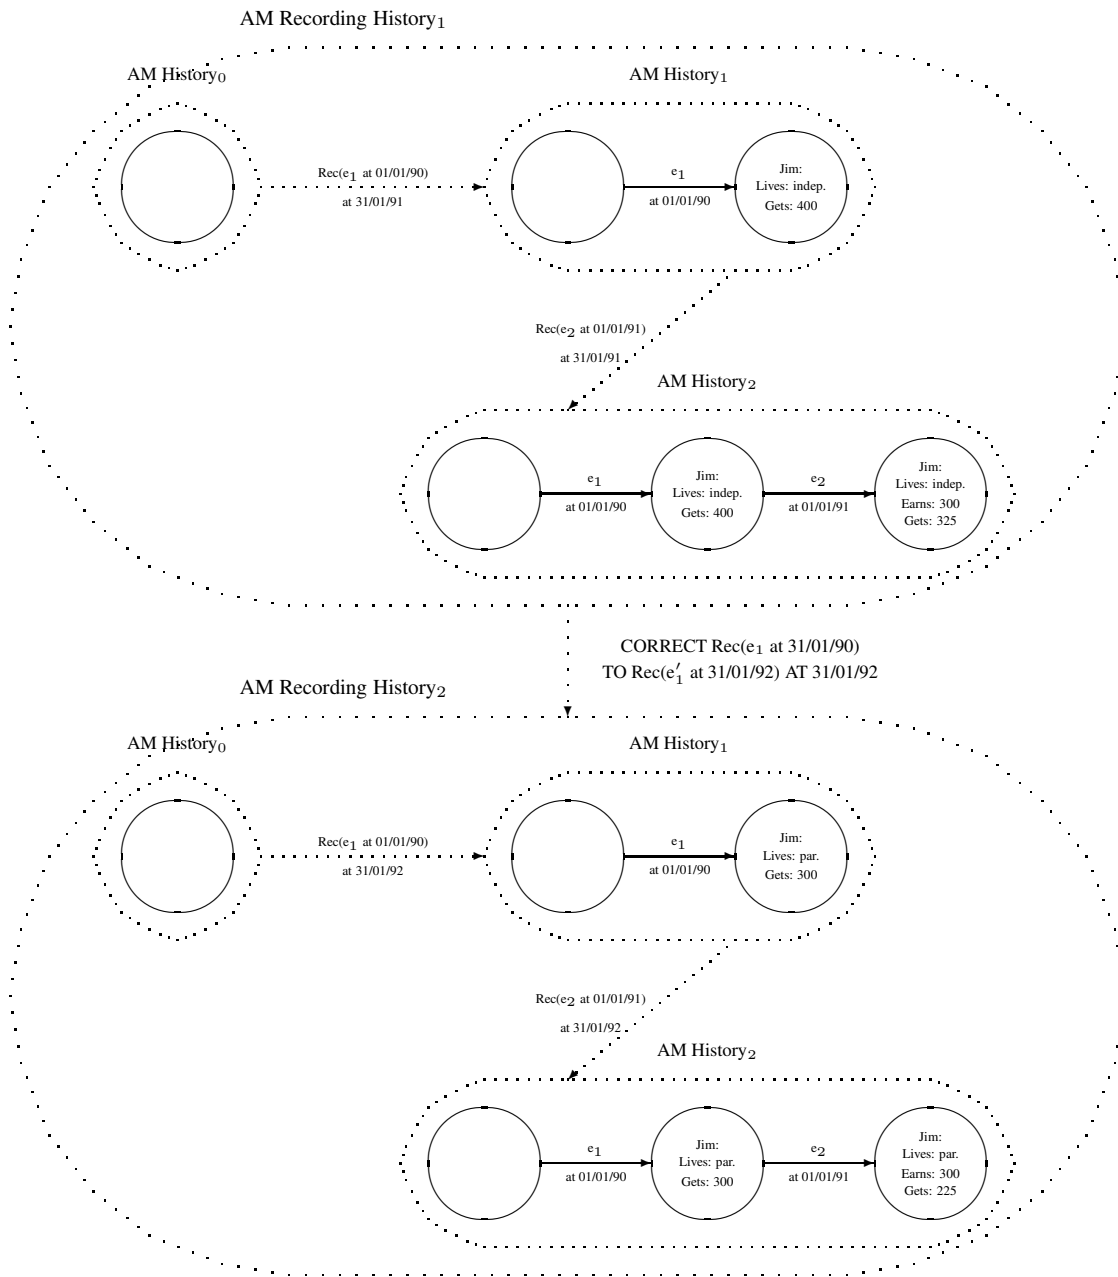 AM Recording History₁
AM History₀
AM History₁
Rec(e₁ at 01/01/90)
at 31/01/91
e₁
at 01/01/90
Jim:
Lives: indep.
Gets: 400
Rec(e₂ at 01/01/91)
at 31/01/91
AM History₂
e₁
at 01/01/90
Jim:
Lives: indep.
Gets: 400
e₂
at 01/01/91
Jim:
Lives: indep.
Earns: 300
Gets: 325
CORRECT Rec(e₁ at 31/01/90)
TO Rec(e′₁ at 31/01/92) AT 31/01/92
AM Recording History₂
AM History₀
AM History₁
Rec(e₁ at 01/01/90)
at 31/01/92
e₁
at 01/01/90
Jim:
Lives: par.
Gets: 300
Rec(e₂ at 01/01/91)
at 31/01/92
AM History₂
e₁
at 01/01/90
Jim:
Lives: par.
Gets: 300
e₂
at 01/01/91
Jim:
Lives: par.
Earns: 300
Gets: 225